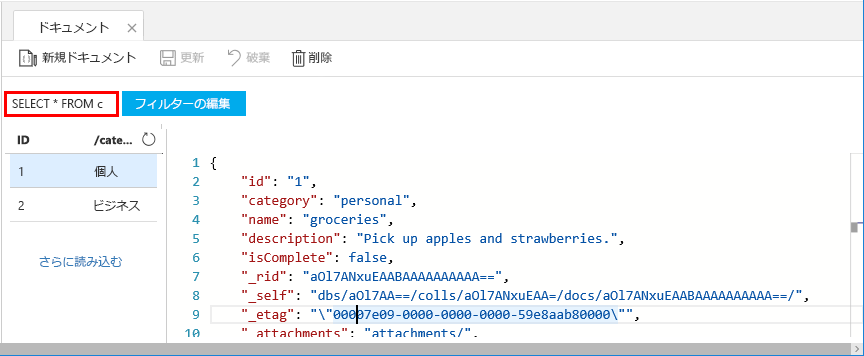 ドキュメント ×
新規ドキュメント 更新 破棄 削除
SELECT * FROM c フィルターの編集
ID /cate...
1 個人
2 ビジネス
さらに読み込む
1 {
2 "id": "1",
3 "category": "personal",
4 "name": "groceries",
5 "description": "Pick up apples and strawberries.",
6 "isComplete": false,
7 "_rid": "aOl7ANxuEAABAAAAAAAAAA==",
8 "_self": "dbs/aOl7AA==/colls/aOl7ANxuEAA=/docs/aOl7ANxuEAABAAAAAAAAAA==/",
9 "_etag": "\"00007e09-0000-0000-0000-59e8aab80000\"",
10 "_attachments": "attachments/",